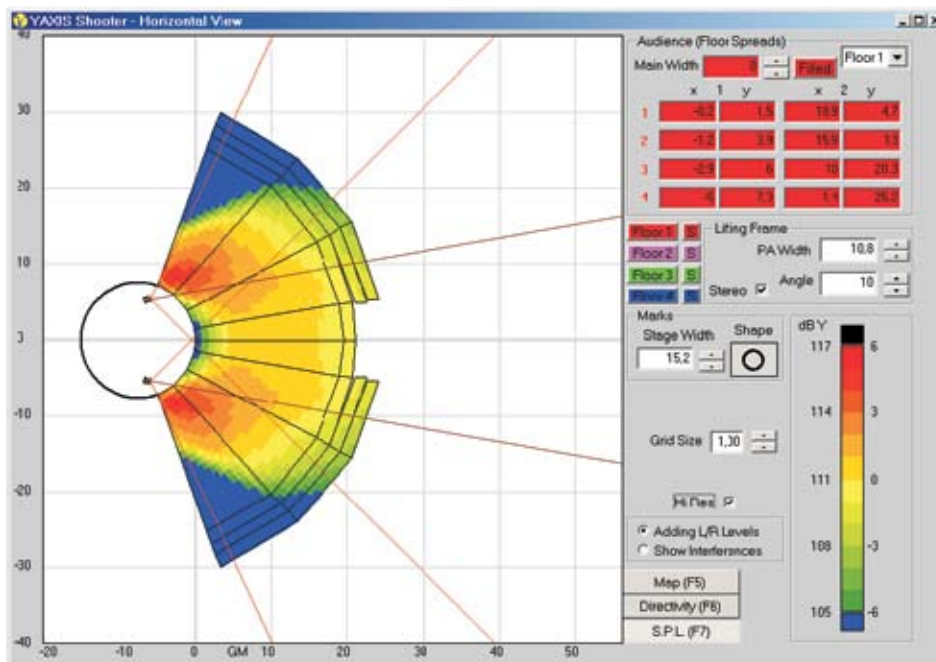 YAXIS Shooter - Horizontal View
Audience (Floor Spreads)
Main Width 0 Filled Floor 1
x 1 y x 2 y
1 -0,2 1,5 4,7
2 3,9 15,9 13
3 -2,9 6 10 20,3
4 -6 7,3 1,4 25,2
Floor 1 S Lifting Frame
Floor 2 S PA Width 10,8
Floor 3 S
Floor 4 S Stereo Angle 10
Marks
Stage Width Shape
15,2
Grid Size 1,30
Hi Res
Adding L/R Levels
Show Interferences
Map (F5)
Directivity (F6)
S.P.L. (F7)
dB Y
117 6
114 3
111 0
108 -3
105 -6
40
30
20
10
3
-10
-20
-30
-40
-20 -10 0 GM 10 20 30 40 50